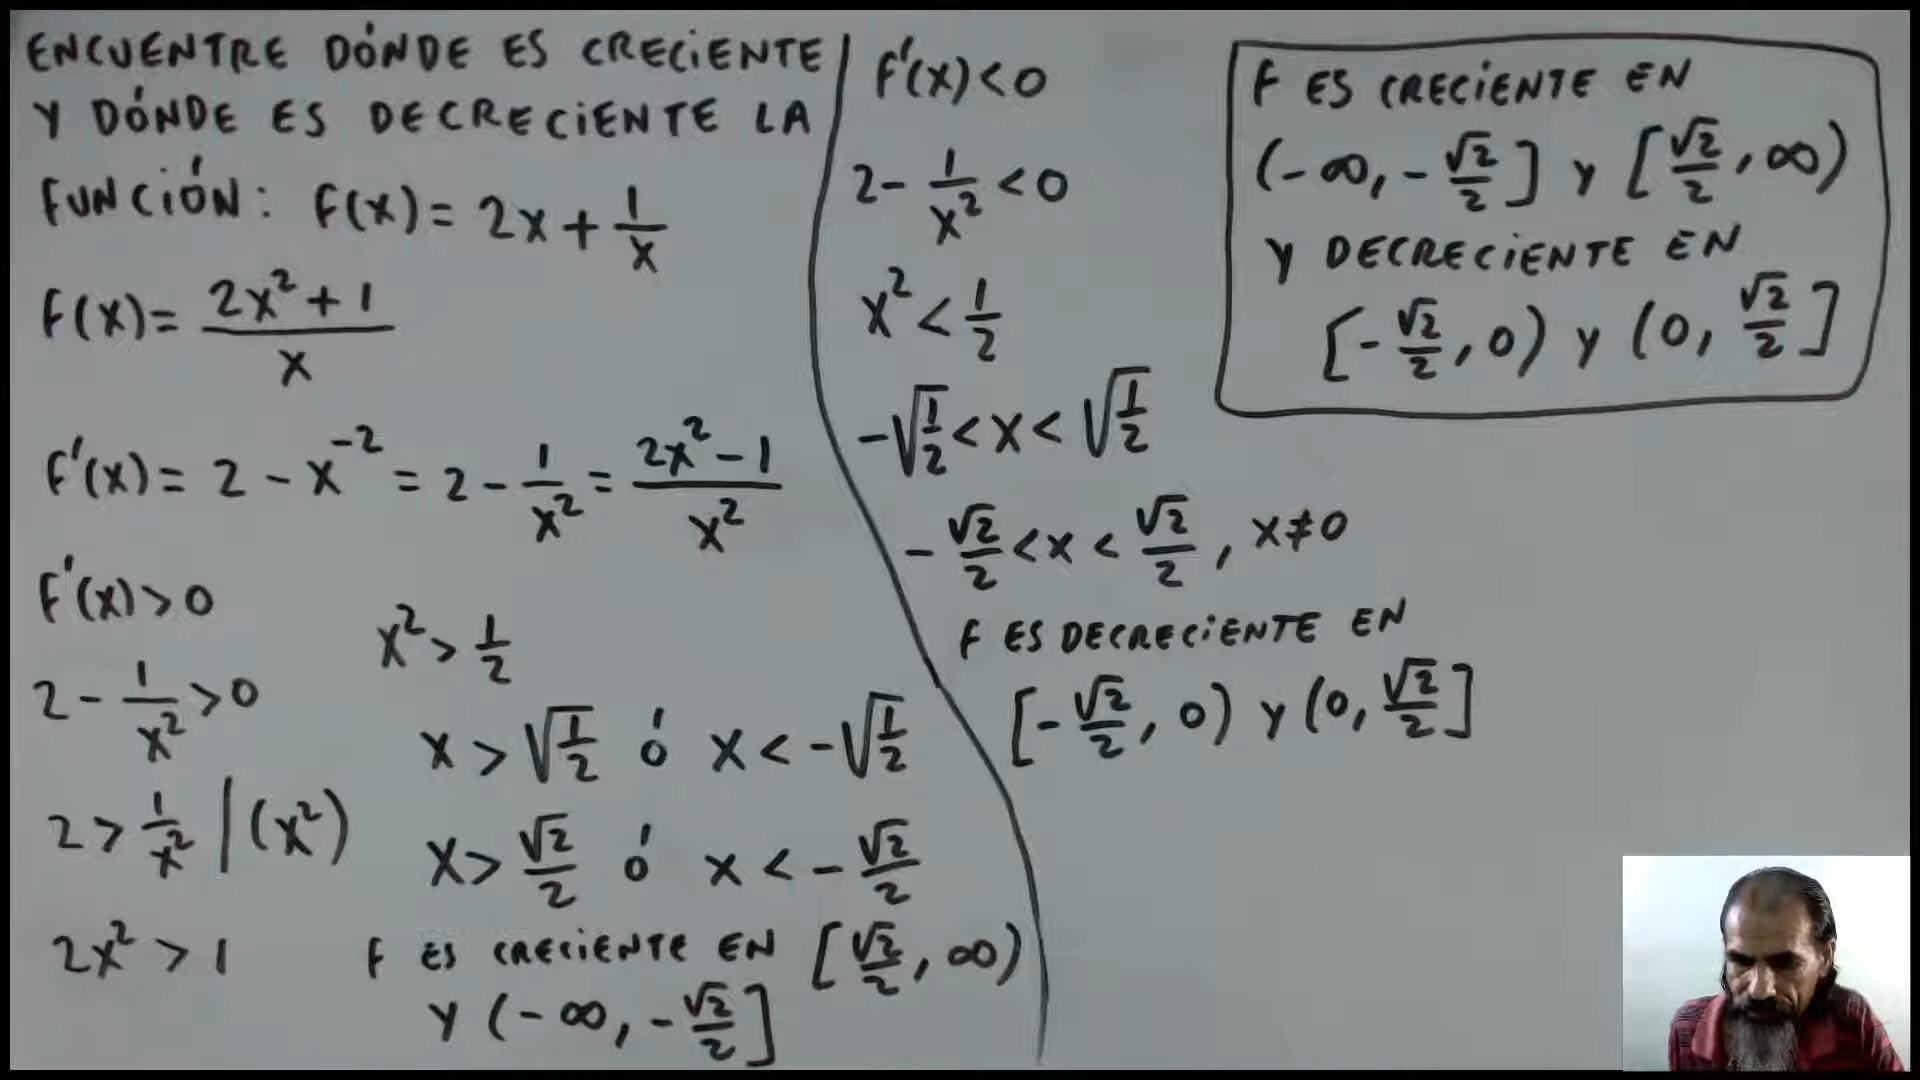 ENCUENTRE DÓNDE ES CRECiENTE
Y DÓNDE ES DECRECiENTE LA
FUNCiÓN: F(X) = 2X + 1/X
F(X) = (2X² + 1)/X
F'(X) = 2 - X⁻² = 2 - 1/X² = (2X² - 1)/X²
F'(X) > 0
2 - 1/X² > 0
2 > 1/X² | (X²)
2X² > 1
X² > 1/2
X > √(1/2) ó X < -√(1/2)
X > √2/2 ó X < -√2/2
F ES CRECiENTE EN [√2/2, ∞)
Y (-∞, -√2/2]
F'(X) < 0
2 - 1/X² < 0
X² < 1/2
-√(1/2) < X < √(1/2)
-√2/2 < X < √2/2, X ≠ 0
F ES DECRECiENTE EN
[-√2/2, 0) Y (0, √2/2]
F ES CRECiENTE EN
(-∞, -√2/2] Y [√2/2, ∞)
Y DECRECiENTE EN
[-√2/2, 0) Y (0, √2/2]